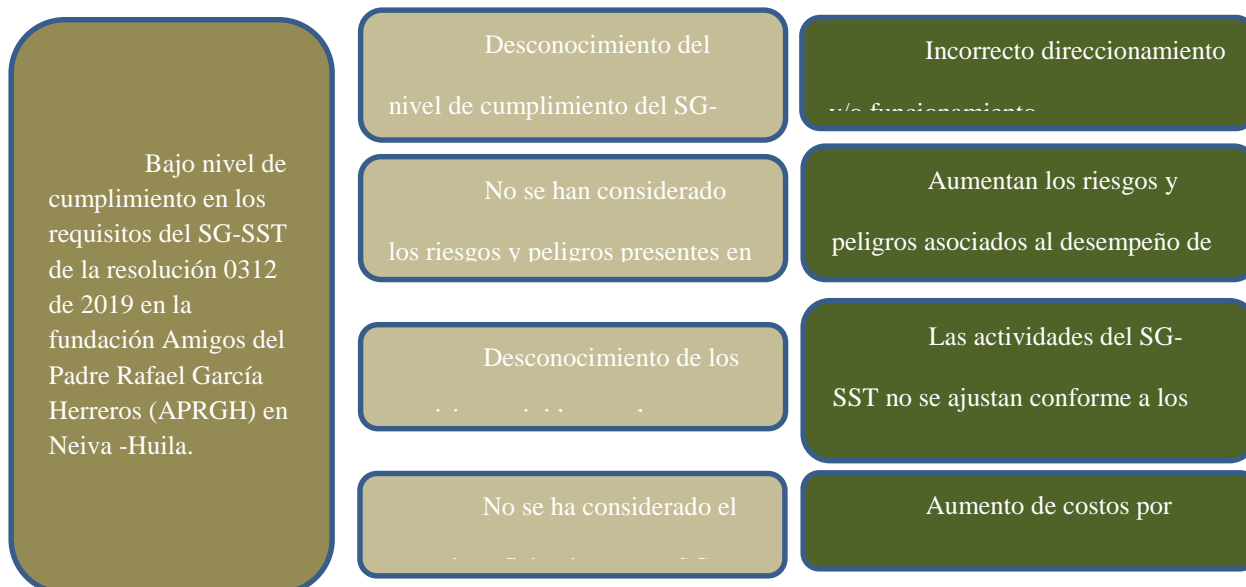 Bajo nivel de
cumplimiento en los
requisitos del SG-SST
de la resolución 0312
de 2019 en la
fundación Amigos del
Padre Rafael García
Herreros (APRGH) en
Neiva -Huila.
Desconocimiento del
nivel de cumplimiento del SG-
No se han considerado
los riesgos y peligros presentes en
Desconocimiento de los
No se ha considerado el
Incorrecto direccionamiento
y/o funcionamiento
Aumentan los riesgos y
peligros asociados al desempeño de
Las actividades del SG-
SST no se ajustan conforme a los
Aumento de costos por